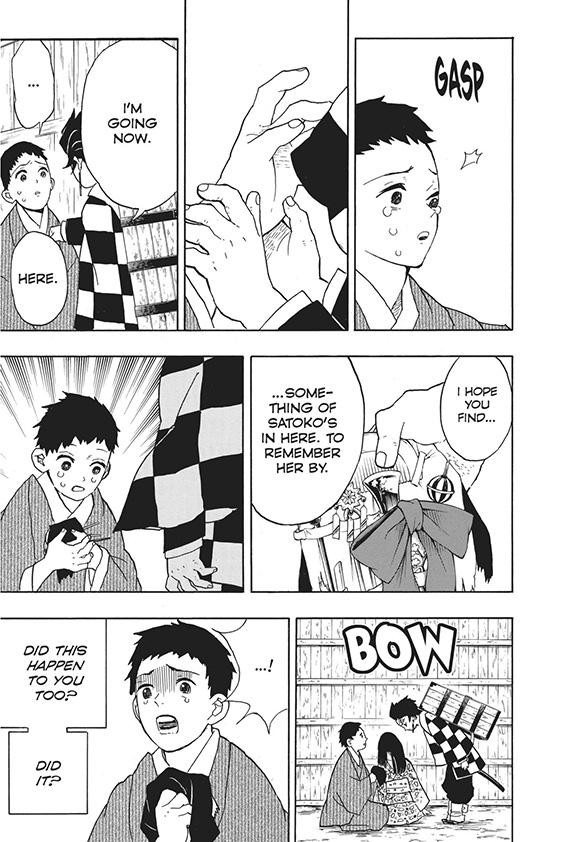 GASP
I'M
GOING
NOW.
...
HERE.
I HOPE
YOU
FIND...
...SOME-
THING OF
SATOKO'S
IN HERE. TO
REMEMBER
HER BY.
BOW
...!
DID THIS
HAPPEN
TO YOU
TOO?
DID
IT?